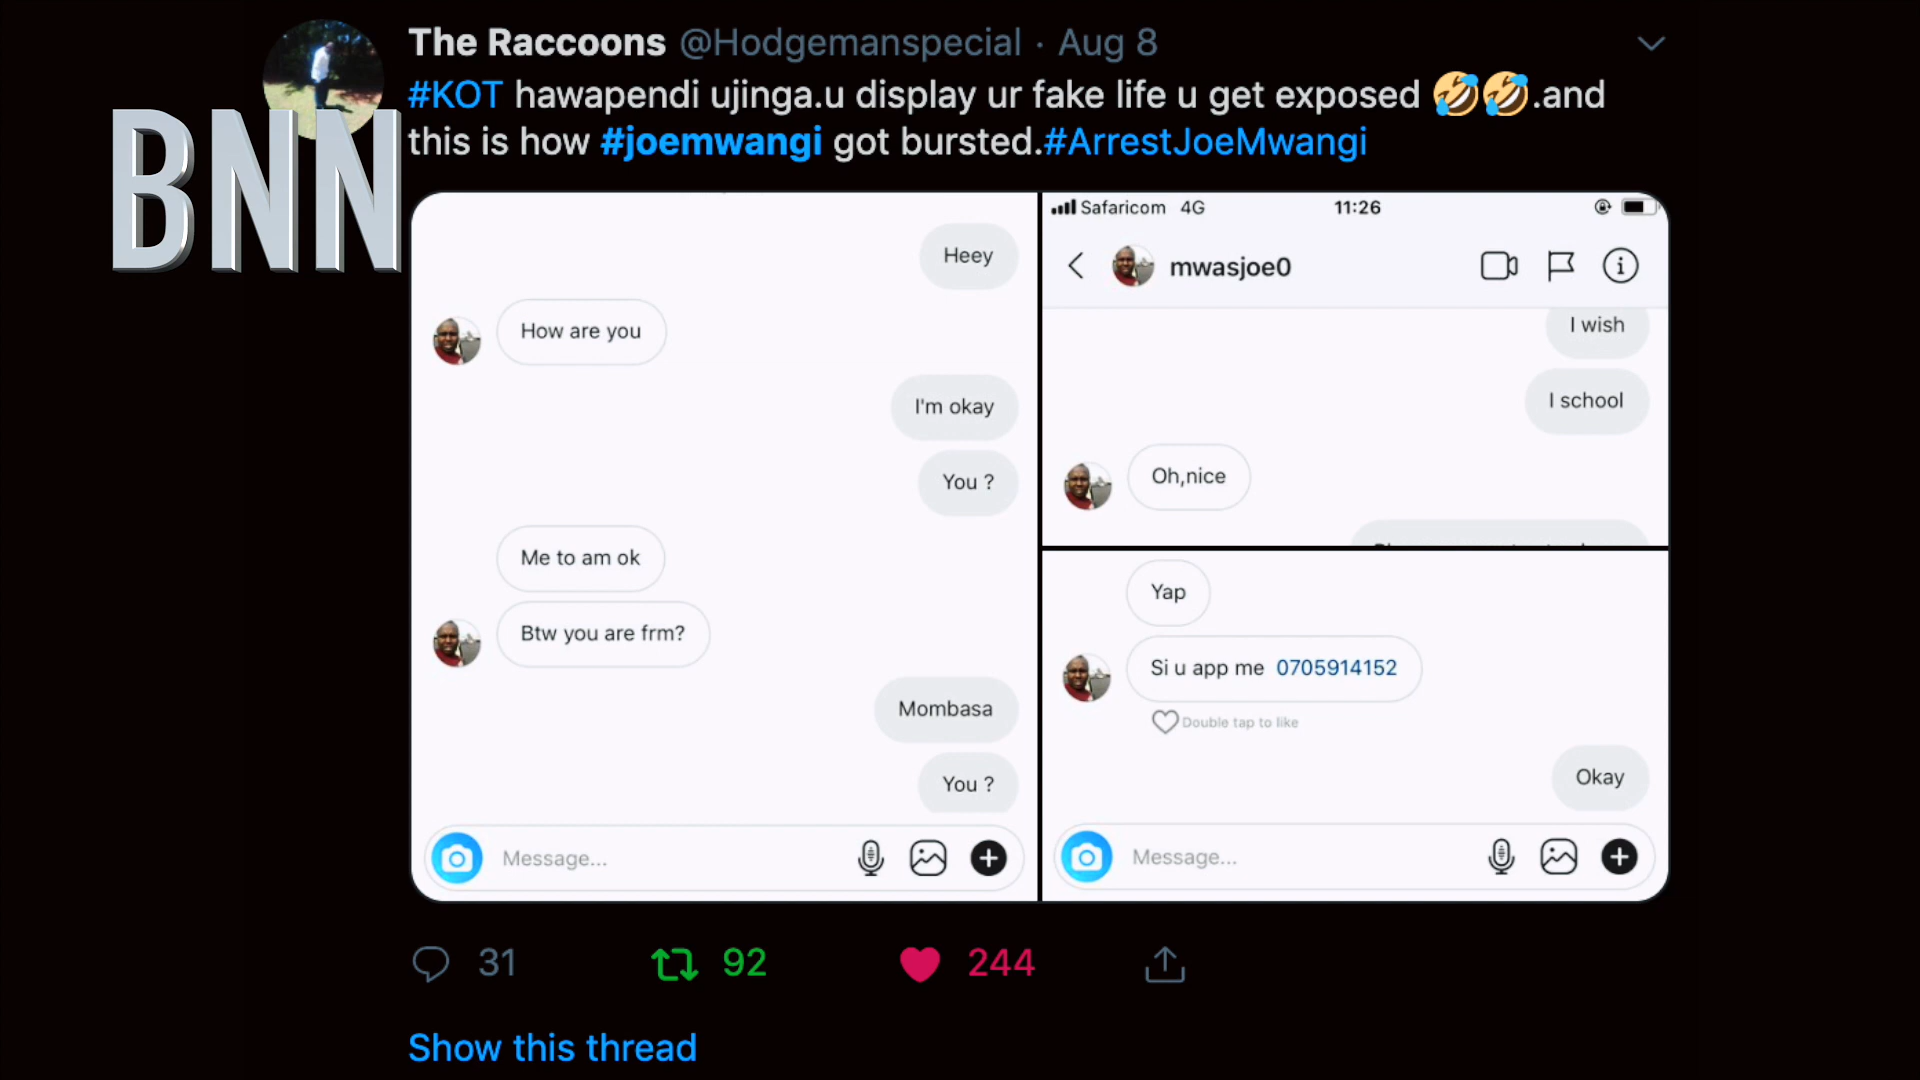 The Raccoons @Hodgemanspecial · Aug 8
#KOT hawapendi ujinga.u display ur fake life u get exposed 🤣🤣.and
this is how #joemwangi got bursted.#ArrestJoeMwangi
BNN
Heey
How are you
I'm okay
You ?
Me to am ok
Btw you are frm?
Mombasa
You ?
Message...
Safaricom 4G 11:26
mwasjoe0
I wish
I school
Oh,nice
Yap
Si u app me 0705914152
Double tap to like
Okay
Message...
31 92 244
Show this thread